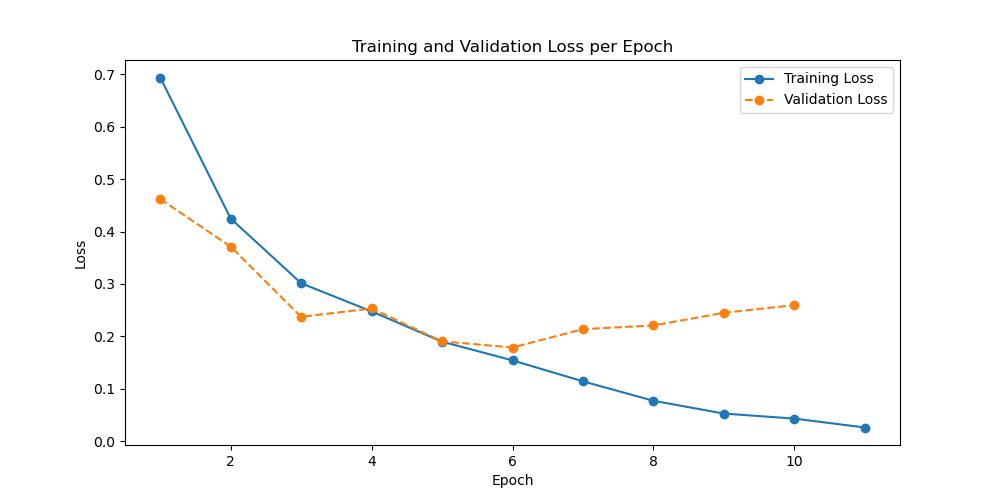 Training and Validation Loss per Epoch
Training Loss
Validation Loss
0.7
0.6
0.5
0.4
0.3
0.2
0.1
0.0
Loss
2 4 6 8 10
Epoch